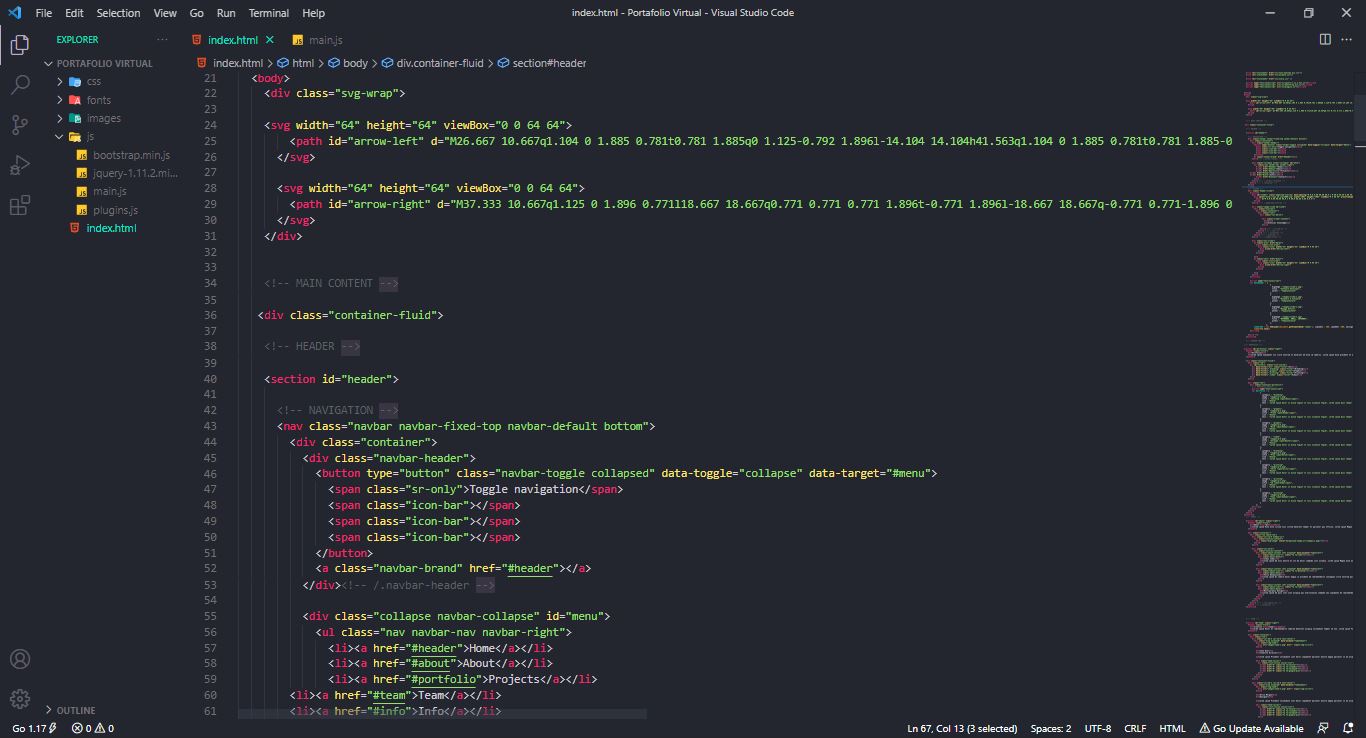 File Edit Selection View Go Run Terminal Help
index.html - Portafolio Virtual - Visual Studio Code
EXPLORER
PORTAFOLIO VIRTUAL
css
fonts
images
js
bootstrap.min.js
jquery-1.11.2.mi...
main.js
plugins.js
index.html
OUTLINE
index.html main.js
index.html > html > body > div.container-fluid > section#header
21 <body>
22 <div class="svg-wrap">
23
24 <svg width="64" height="64" viewBox="0 0 64 64">
25 <path id="arrow-left" d="M26.667 10.667q1.104 0 1.885 0.781t0.781 1.885q0 1.125-0.792 1.896l-14.104 14.104h41.563q1.104 0 1.885 0.781t0.781 1.885-0
26 </svg>
27
28 <svg width="64" height="64" viewBox="0 0 64 64">
29 <path id="arrow-right" d="M37.333 10.667q1.125 0 1.896 0.771l18.667 18.667q0.771 0.771 0.771 1.896t-0.771 1.896l-18.667 18.667q-0.771 0.771-1.896 0
30 </svg>
31 </div>
32
33
34 <!-- MAIN CONTENT -->
35
36 <div class="container-fluid">
37
38 <!-- HEADER -->
39
40 <section id="header">
41
42 <!-- NAVIGATION -->
43 <nav class="navbar navbar-fixed-top navbar-default bottom">
44 <div class="container">
45 <div class="navbar-header">
46 <button type="button" class="navbar-toggle collapsed" data-toggle="collapse" data-target="#menu">
47 <span class="sr-only">Toggle navigation</span>
48 <span class="icon-bar"></span>
49 <span class="icon-bar"></span>
50 <span class="icon-bar"></span>
51 </button>
52 <a class="navbar-brand" href="#header"></a>
53 </div><!-- /.navbar-header -->
54
55 <div class="collapse navbar-collapse" id="menu">
56 <ul class="nav navbar-nav navbar-right">
57 <li><a href="#header">Home</a></li>
58 <li><a href="#about">About</a></li>
59 <li><a href="#portfolio">Projects</a></li>
60 <li><a href="#team">Team</a></li>
61 <li><a href="#info">Info</a></li>
Go 1.17 0 0 Ln 67, Col 13 (3 selected) Spaces: 2 UTF-8 CRLF HTML Go Update Available